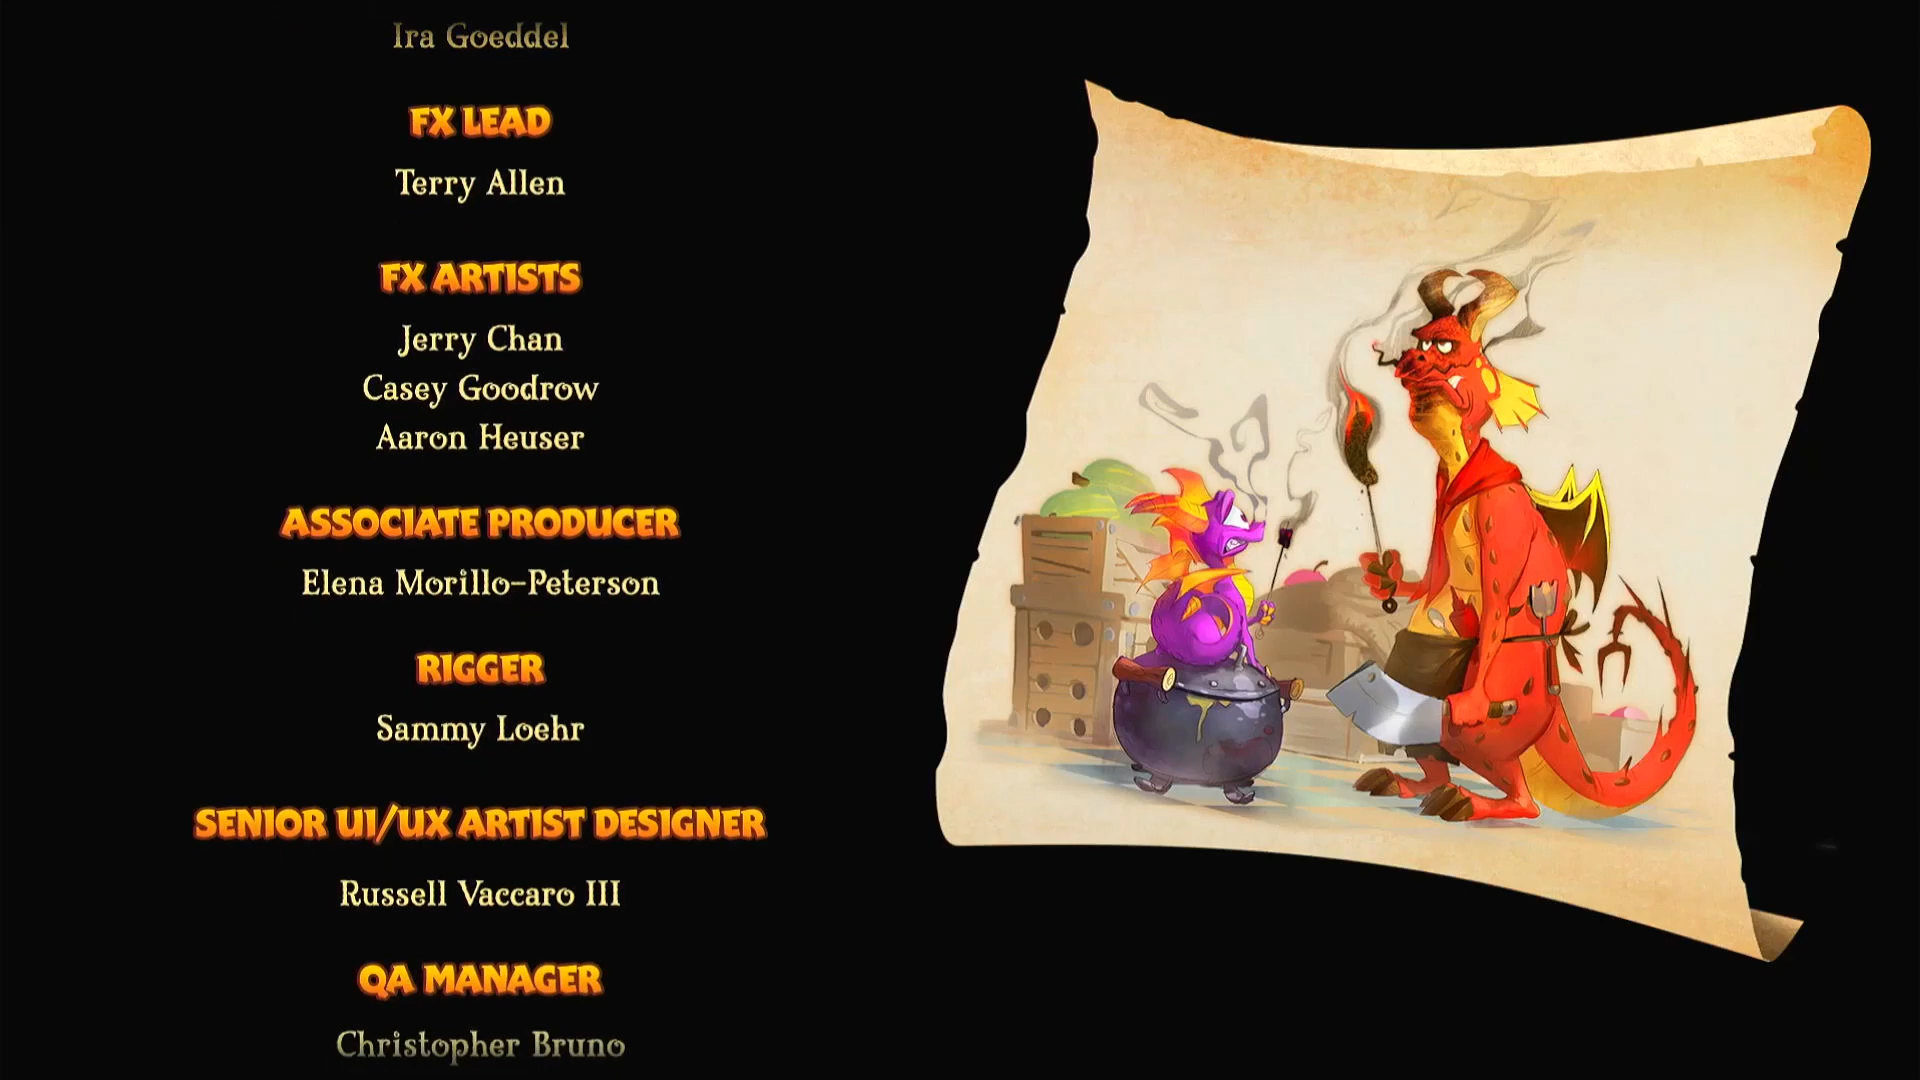 Ira Goeddel
FX LEAD
Terry Allen
FX ARTISTS
Jerry Chan
Casey Goodrow
Aaron Heuser
ASSOCIATE PRODUCER
Elena Morillo-Peterson
RIGGER
Sammy Loehr
SENIOR UI/UX ARTIST DESIGNER
Russell Vaccaro III
QA MANAGER
Christopher Bruno